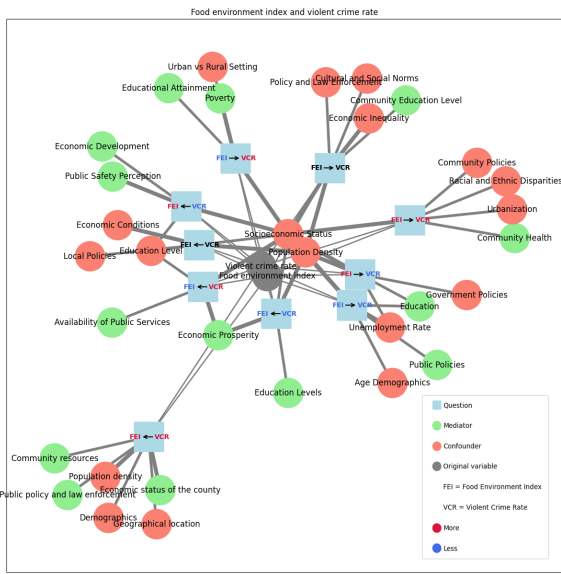 Food environment index and violent crime rate
Urban vs Rural Setting
Cultural and Social Norms
Policy and Law Enforcement
Educational Attainment
Poverty
Community Education Level
Economic Inequality
Economic Development
FEI → VCR
FEI → VCR
Community Policies
Public Safety Perception
Racial and Ethnic Disparities
FEI ← VCR
Urbanization
Economic Conditions
FEI → VCR
Socioeconomic Status
Community Health
FEI ← VCR
Education Level
Population Density
Local Policies
Violent crime rate
Food environment index
FEI → VCR
FEI ← VCR
Government Policies
FEI → VCR
Education
FEI ← VCR
Availability of Public Services
Unemployment Rate
Economic Prosperity
Public Policies
Age Demographics
Education Levels
Question
Mediator
Confounder
Original variable
FEI = Food Environment Index
VCR = Violent Crime Rate
More
Less
FEI ← VCR
Community resources
Population density
Economic status of the county
Public policy and law enforcement
Demographics
Geographical location